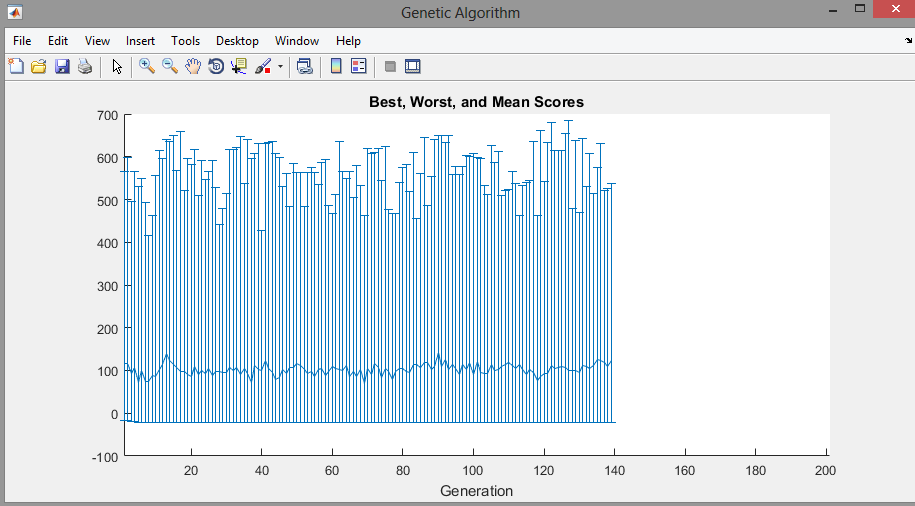 Genetic Algorithm
File Edit View Insert Tools Desktop Window Help
Best, Worst, and Mean Scores
700
600
500
400
300
200
100
0
-100
20 40 60 80 100 120 140 160 180 200
Generation